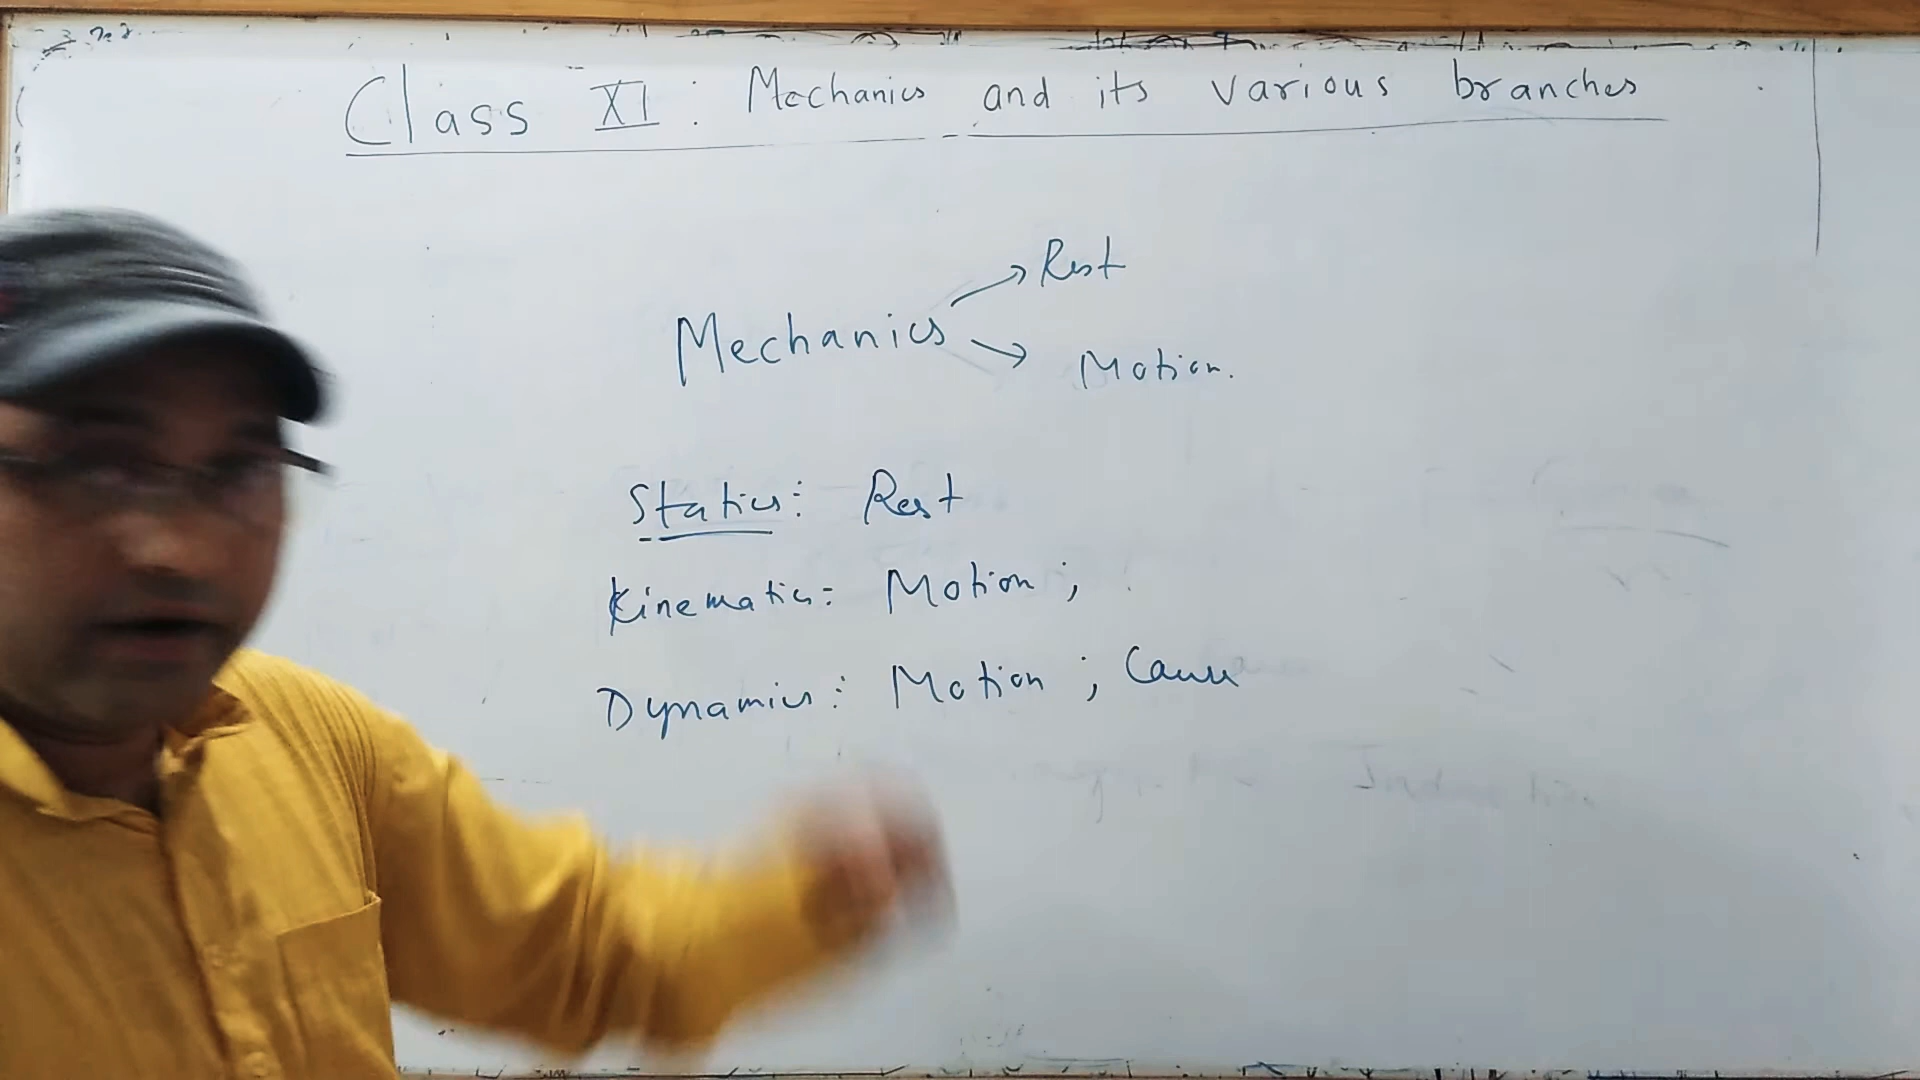 Class XI : Mechanics and its various branches
Rest
Mechanics
Motion.
Statics: Rest
Kinematics: Motion ;
Dynamics: Motion ; Cause